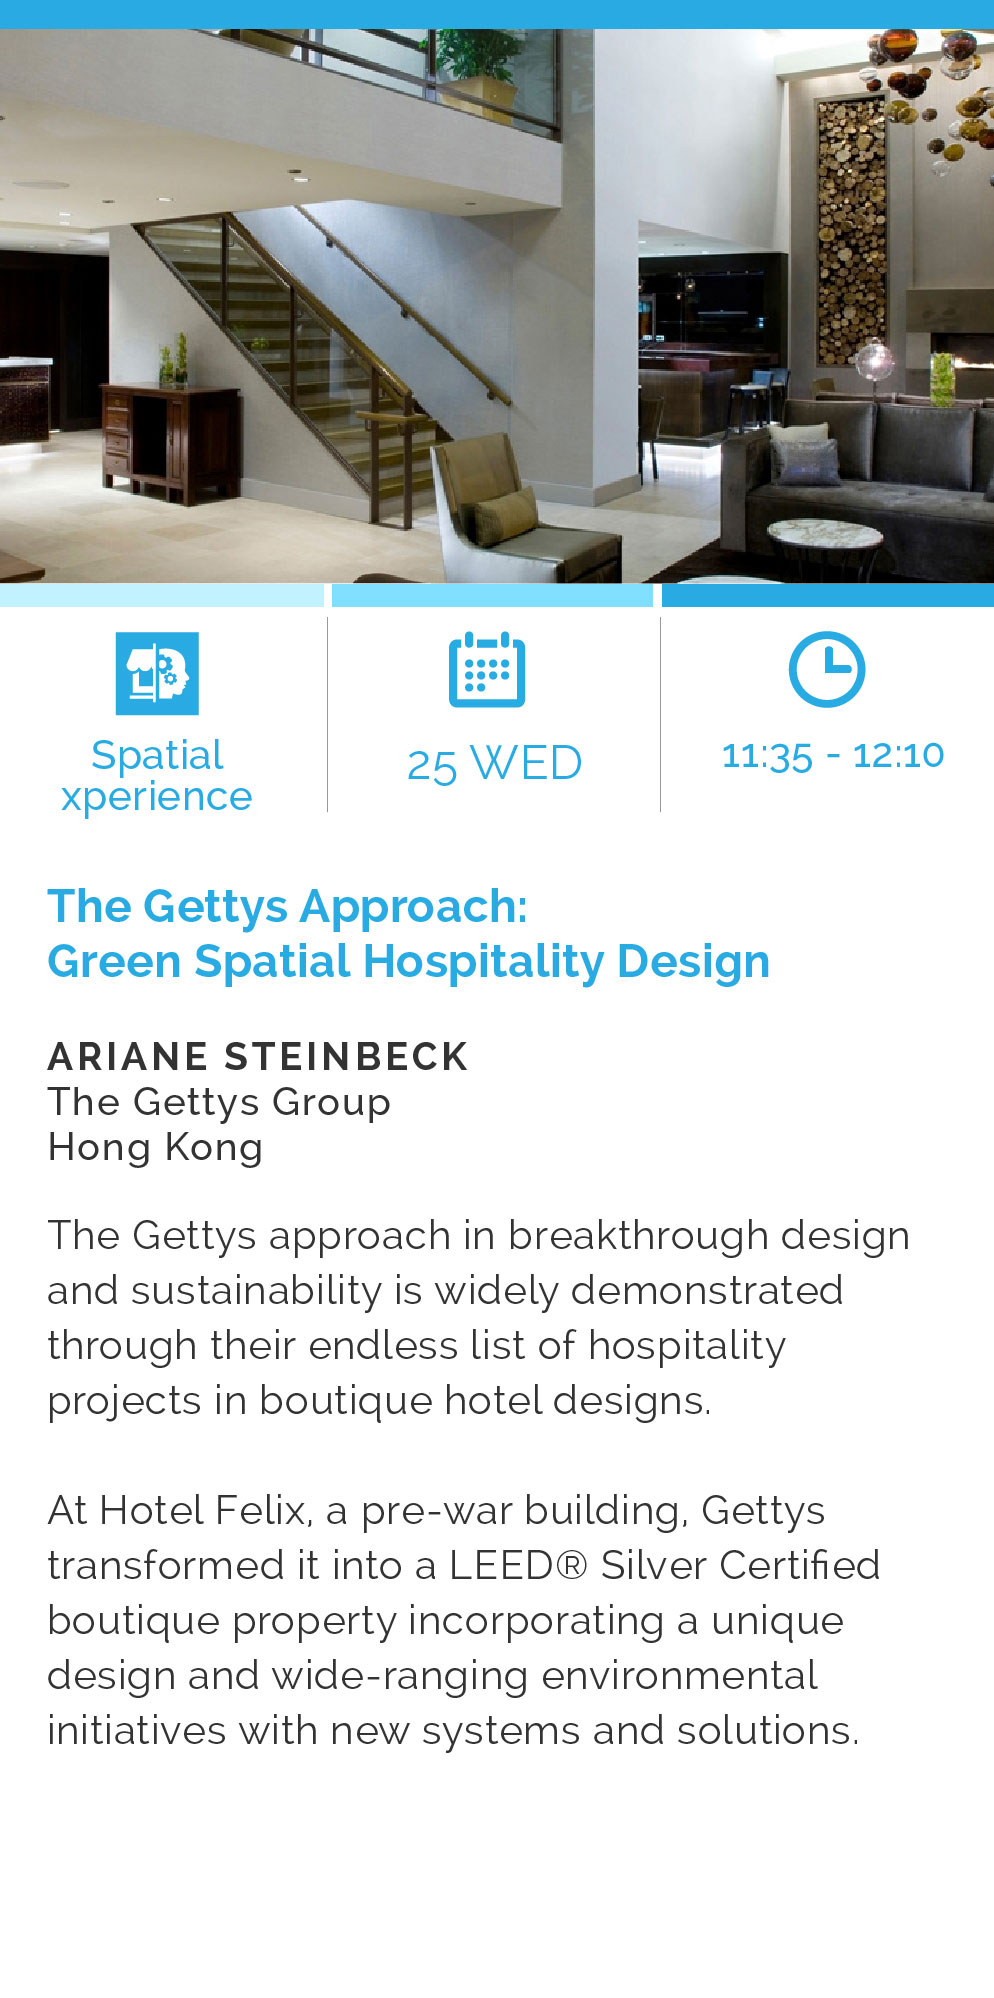 Spatial
xperience
25 WED
11:35 - 12:10
The Gettys Approach:
Green Spatial Hospitality Design
ARIANE STEINBECK
The Gettys Group
Hong Kong
The Gettys approach in breakthrough design
and sustainability is widely demonstrated
through their endless list of hospitality
projects in boutique hotel designs.
At Hotel Felix, a pre-war building, Gettys
transformed it into a LEED® Silver Certified
boutique property incorporating a unique
design and wide-ranging environmental
initiatives with new systems and solutions.